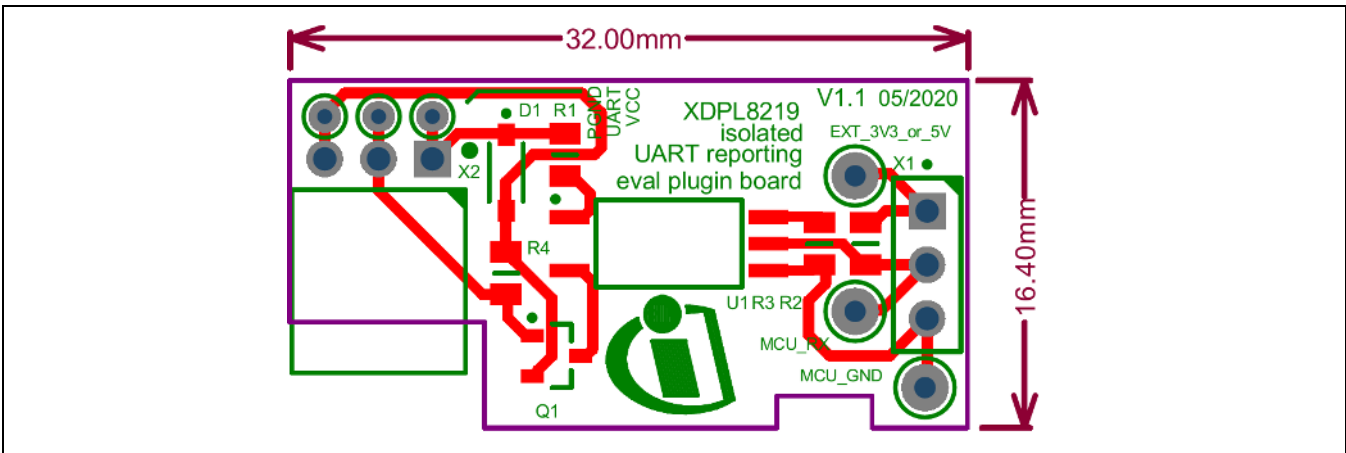 32.00mm
V1.1 05/2020
D1 R1
PGND
UART
VCC
XDPL8219
isolated
UART reporting
eval plugin board
EXT_3V3_or_5V
X1
X2
R4
16.40mm
U1 R3 R2
MCU_RX
MCU_GND
Q1